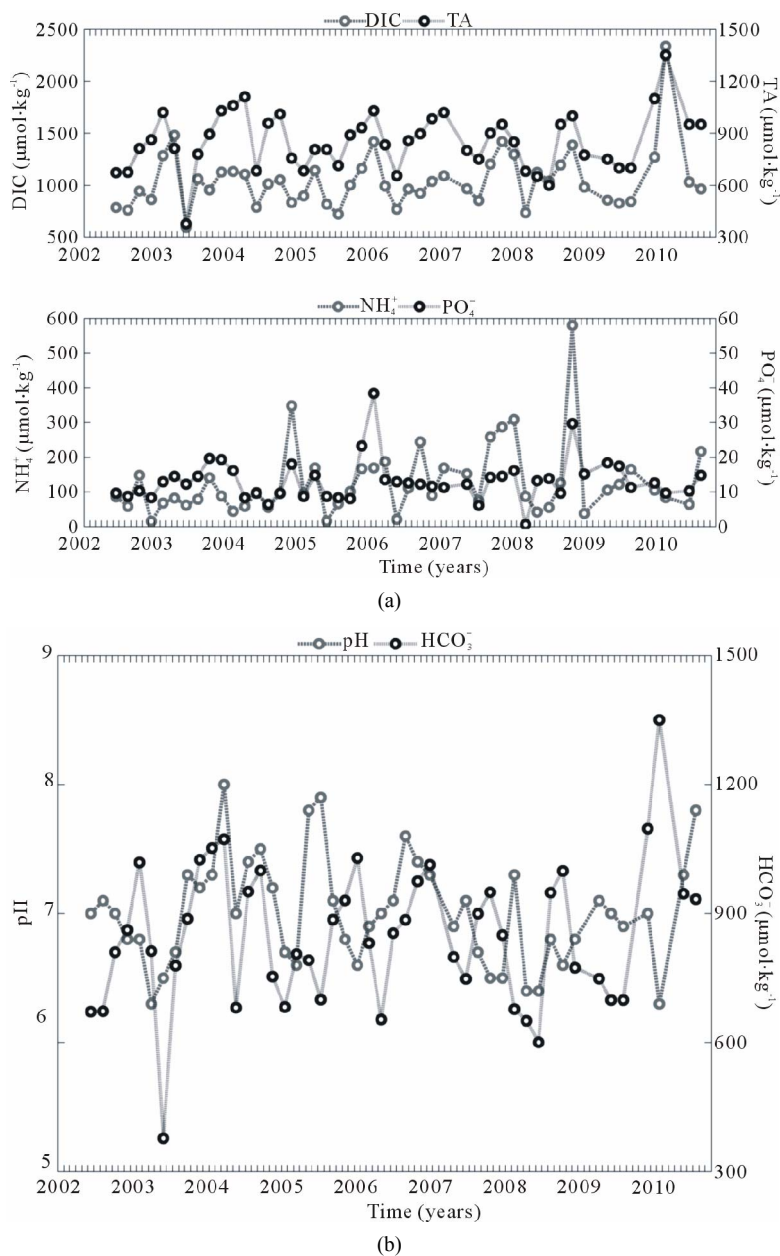 DIC TA
2500 1500
2000 1200
1500 900
1000 600
500 300
DIC (μmol·kg⁻¹)
TA (μmol·kg⁻¹)
2002 2003 2004 2005 2006 2007 2008 2009 2010
NH₄⁺ PO₄⁻
600 60
500 50
400 40
300 30
200 20
100 10
0 0
NH₄⁺ (μmol·kg⁻¹)
PO₄⁻ (μmol·kg⁻¹)
2002 2003 2004 2005 2006 2007 2008 2009 2010
Time (years)
(a)
pH HCO₃⁻
9 1500
8 1200
7 900
6 600
5 300
pH
HCO₃⁻ (μmol·kg⁻¹)
2002 2003 2004 2005 2006 2007 2008 2009 2010
Time (years)
(b)